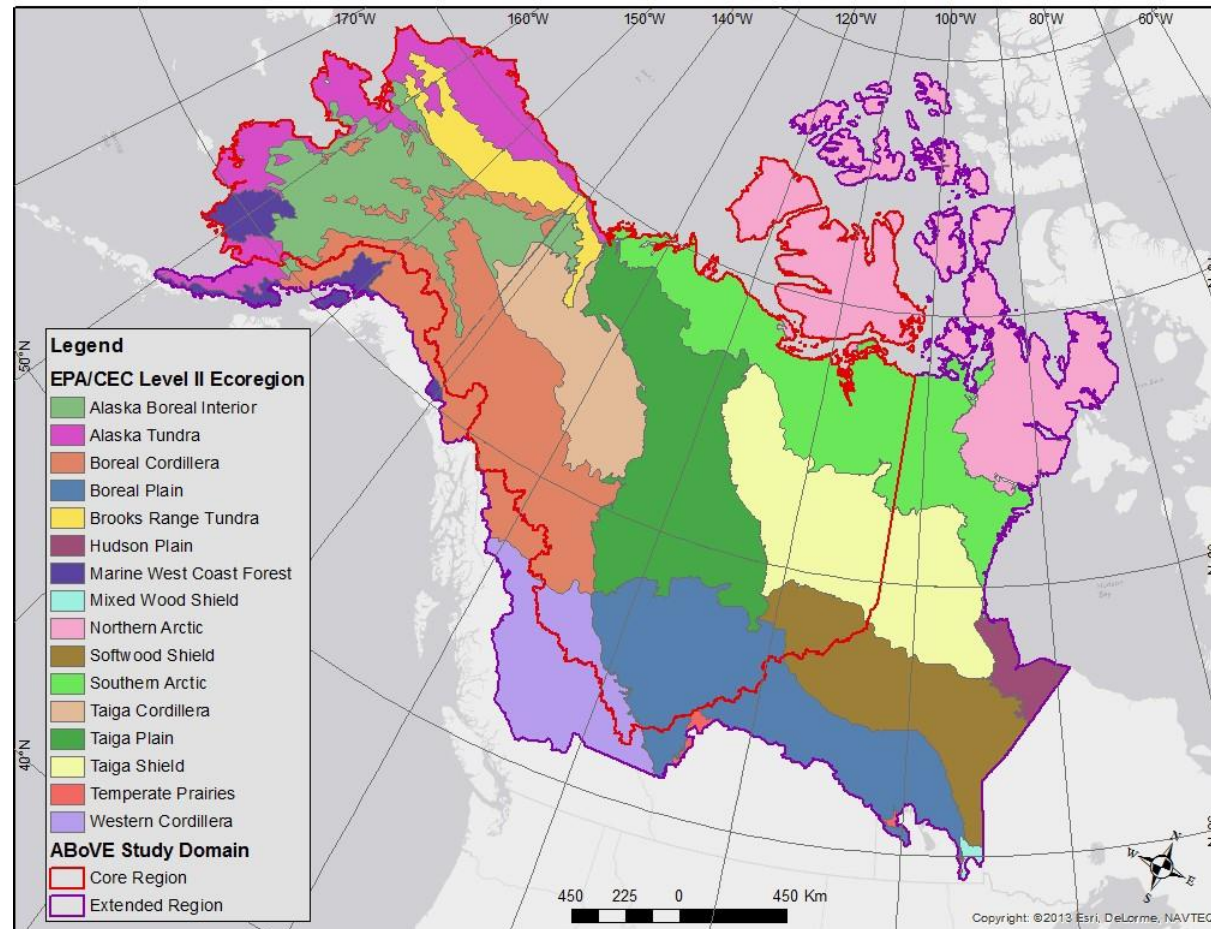 170°W 160°W 150°W 140°W 130°W 120°W 110°W 100°W 90°W 80°W 60°W
50°N
40°N
Legend
EPA/CEC Level II Ecoregion
Alaska Boreal Interior
Alaska Tundra
Boreal Cordillera
Boreal Plain
Brooks Range Tundra
Hudson Plain
Marine West Coast Forest
Mixed Wood Shield
Northern Arctic
Softwood Shield
Southern Arctic
Taiga Cordillera
Taiga Plain
Taiga Shield
Temperate Prairies
Western Cordillera
ABoVE Study Domain
Core Region
Extended Region
450 225 0 450 Km
N
W
E
S
Copyright: ©2013 Esri, DeLorme, NAVTEQ